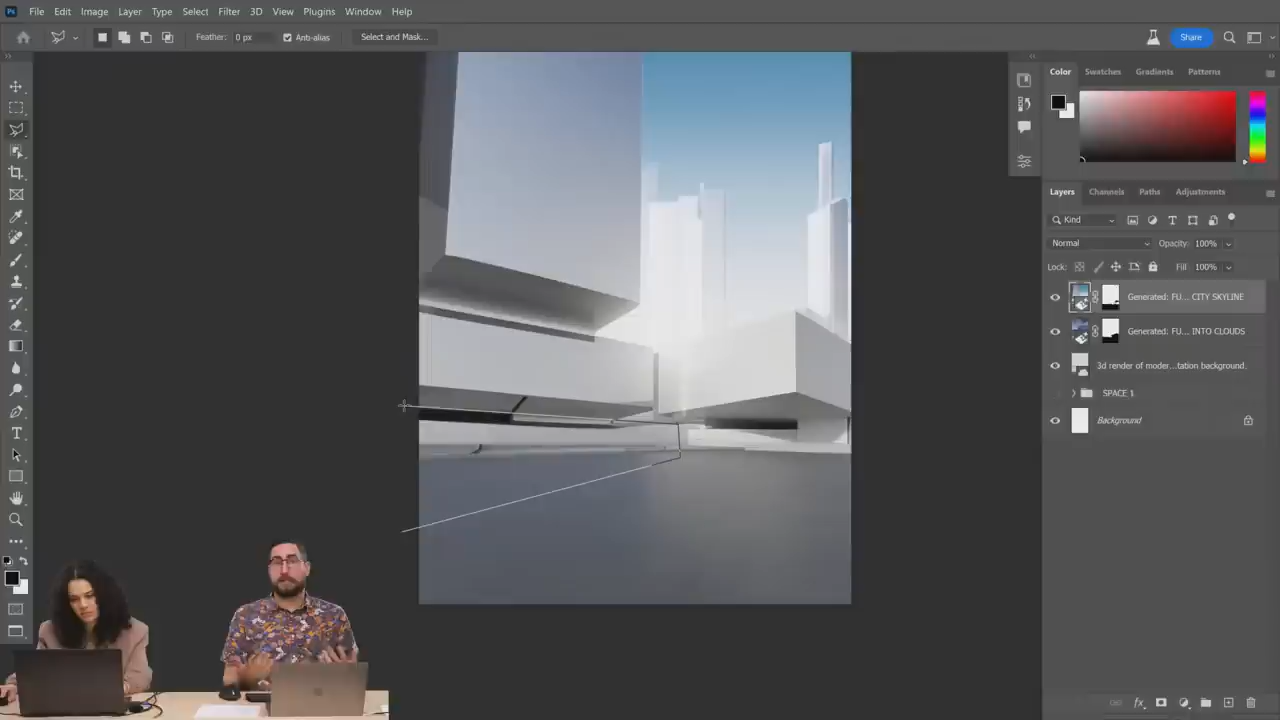 Ps File Edit Image Layer Type Select Filter 3D View Plugins Window Help
Feather: 0 px Anti-alias Select and Mask... Share
Color Swatches Gradients Patterns
Layers Channels Paths Adjustments
Kind
Normal Opacity: 100%
Lock: Fill 100%
Generated: FU... CITY SKYLINE
Generated: FU... INTO CLOUDS
3d render of moder...tation background.
SPACE 1
Background
fx